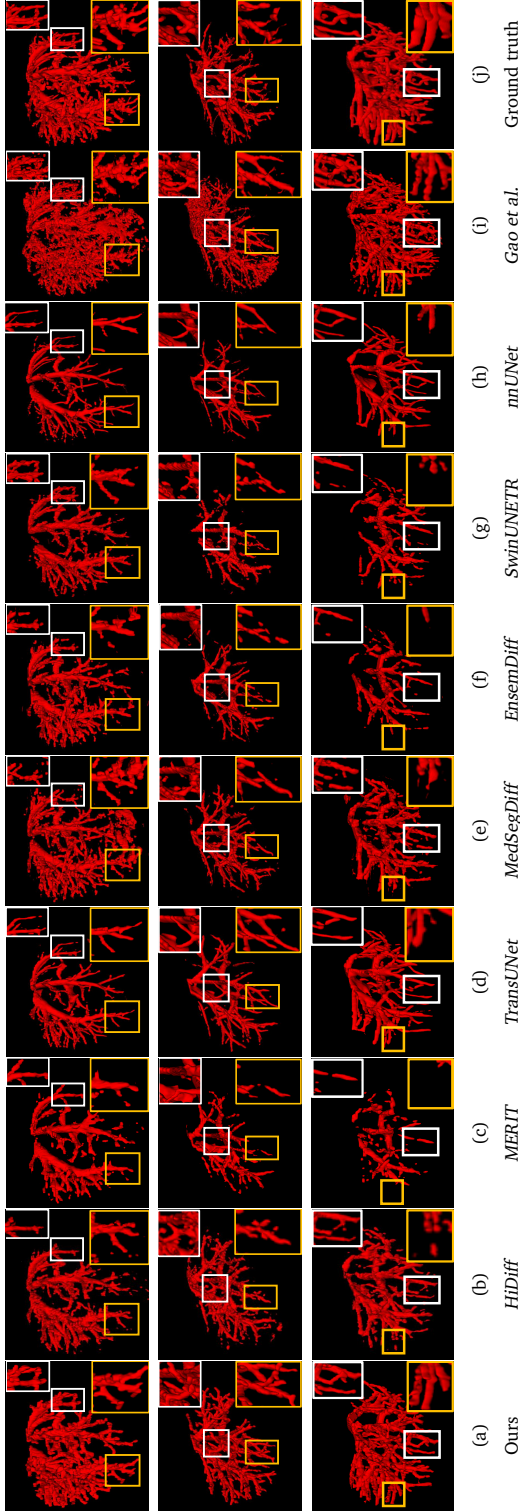 (a) (b) (c) (d) (e) (f) (g) (h) (i) (j)
Ours HiDiff MERIT TransUNet MedSegDiff EnsemDiff SwinUNETR nnUNet Gao et al. Ground truth